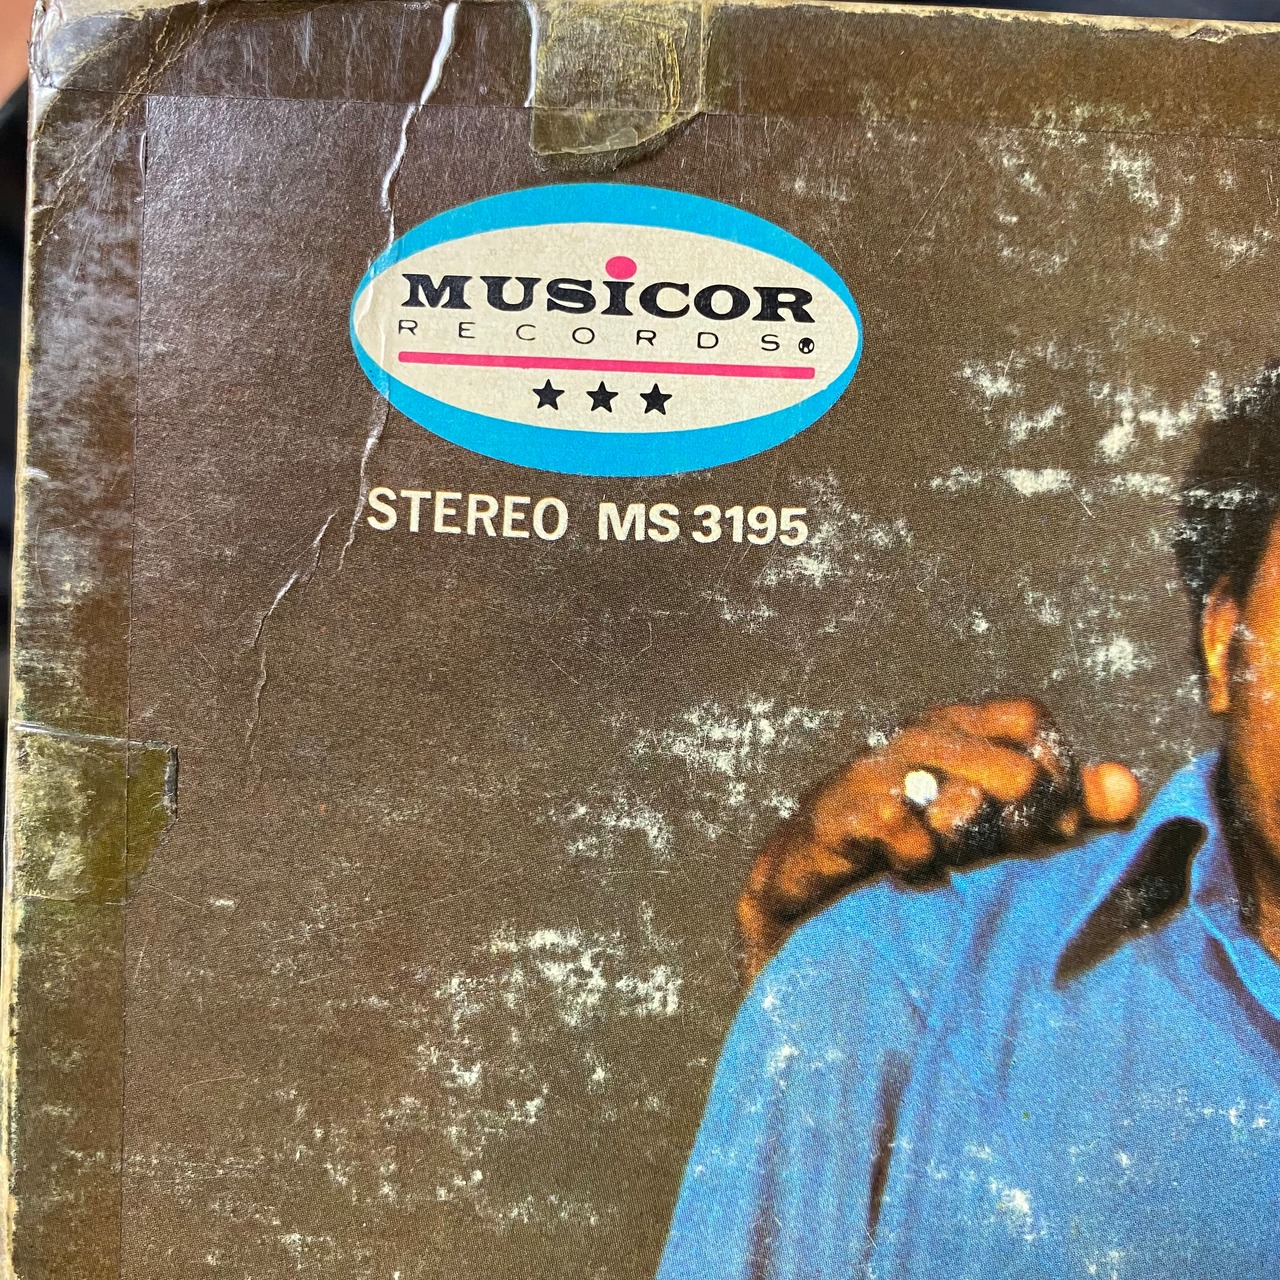 MUSiCOR
RECORDS
★★★
STEREO MS 3195